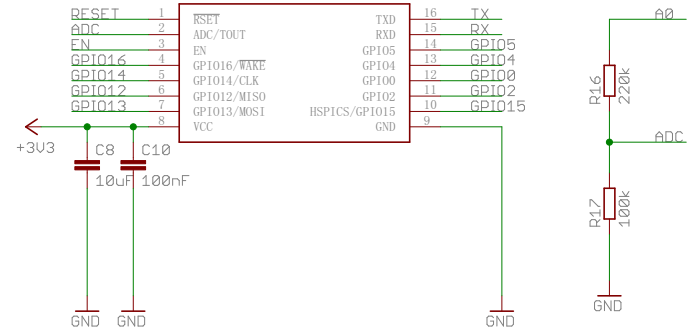 RESET 1 RSET TXD 16 TX A0
ADC 2 ADC/TOUT RXD 15 RX
EN 3 EN GPIO5 14 GPIO5
GPIO16 4 GPIO16/WAKE GPIO4 13 GPIO4
GPIO14 5 GPIO14/CLK GPIO0 12 GPIO0
GPIO12 6 GPIO12/MISO GPIO2 11 GPIO2
GPIO13 7 GPIO13/MOSI HSPICS/GPIO15 10 GPIO15
8 VCC GND 9
+3V3
C8 10uF
C10 100nF
R16 220k
ADC
R17 100k
GND GND GND GND